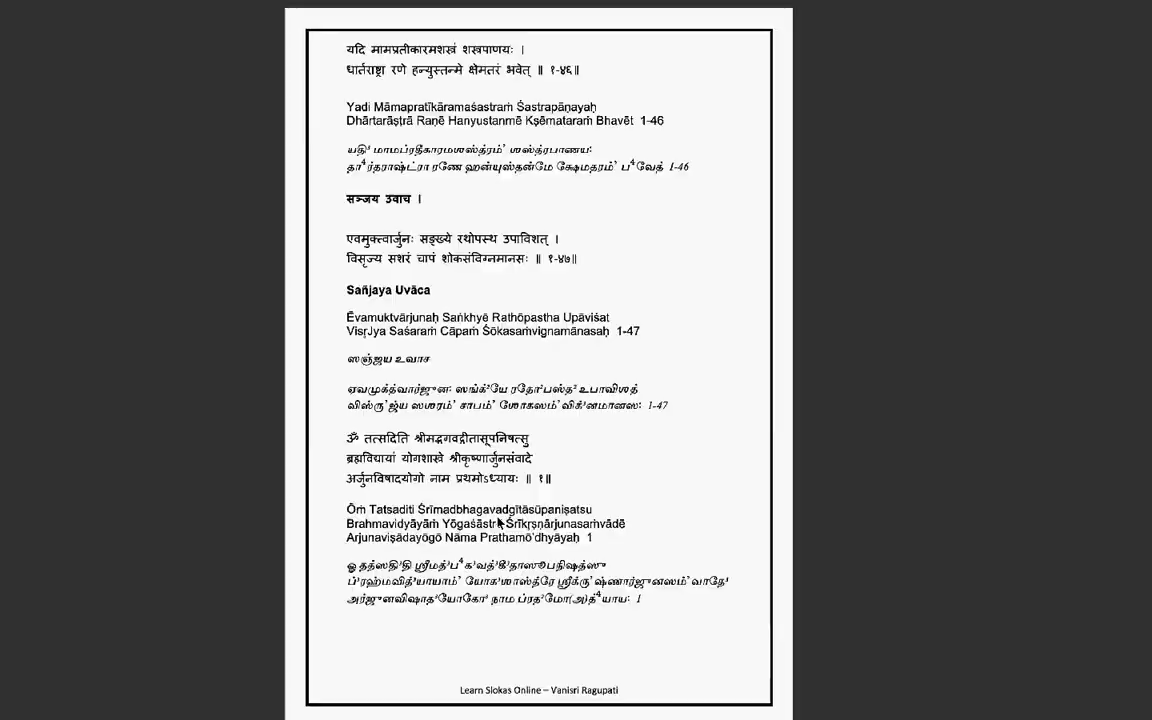 यदि मामप्रतीकारमशस्त्रं शस्त्रपाणयः ।
धार्तराष्ट्रा रणे हन्युस्तन्मे क्षेमतरं भवेत् ॥ १-४६॥
Yadi Māmapratīkāramaśastraṁ Śastrapāṇayaḥ
Dhārtarāṣṭrā Raṇē Hanyustanmē Kṣēmataraṁ Bhavēt 1-46
யதி³ மாமப்ரதீகாரமஶஸ்த்ரம்ʼ ஶஸ்த்ரபாணய:
தா⁴ர்தராஷ்ட்ரா ரணே ஹன்யுஸ்தன்மே க்ஷேமதரம்ʼ ப⁴வேத் 1-46
सञ्जय उवाच ।
एवमुक्त्वार्जुनः सङ्ख्ये रथोपस्थ उपाविशत् ।
विसृज्य सशरं चापं शोकसंविग्नमानसः ॥ १-४७॥
Sañjaya Uvāca
Ēvamuktvārjunaḥ Saṅkhyē Rathōpastha Upāviśat
VisṛJya Saśaraṁ Cāpaṁ Śōkasaṁvignamānasaḥ 1-47
ஸஞ்ஜய உவாச
ஏவமுக்த்வார்ஜுன: ஸங்க்²யே ரதோ²பஸ்த² உபாவிஶத்
விஸ்ருʼஜ்ய ஸஶரம்ʼ சாபம்ʼ ஶோகஸம்ʼவிக்³னமானஸ: 1-47
ॐ तत्सदिति श्रीमद्भगवद्गीतासूपनिषत्सु
ब्रह्मविद्यायां योगशास्त्रे श्रीकृष्णार्जुनसंवादे
अर्जुनविषादयोगो नाम प्रथमोऽध्यायः ॥ १॥
Ōṁ Tatsaditi Śrīmadbhagavadgītāsūpaniṣatsu
Brahmavidyāyāṁ Yōgaśāstrē Śrīkṛṣṇārjunasaṁvādē
Arjunaviṣādayōgō Nāma Prathamō'dhyāyaḥ 1
ஓ தத்ஸதி³தி ஶ்ரீமத்³ப⁴க³வத்³கீ³தாஸூபநிஷத்ஸு
ப்³ரஹ்மவித்³யாயாம்ʼ யோக³ஶாஸ்த்ரே ஶ்ரீக்ருʼஷ்ணார்ஜுனஸம்ʼவாதே³
அர்ஜுனவிஷாத³யோகோ³ நாம ப்ரத²மோ(அ)த்⁴யாய: 1
Learn Slokas Online – Vanisri Ragupati